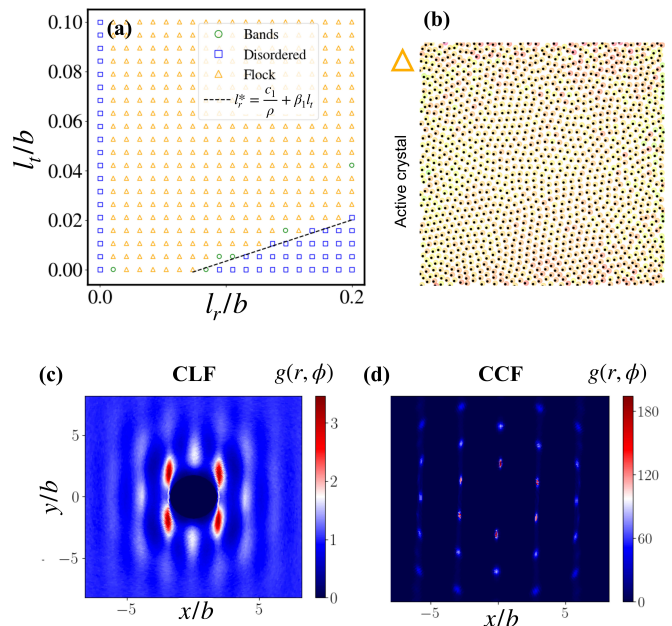 (a)
Bands
Disordered
Flock
l_r^* = c_1/ρ + β_1 l_t
0.10
0.08
0.06
0.04
0.02
0.00
l_t/b
0.0
0.2
l_r/b
(b)
Active crystal
(c)
CLF
g(r, ϕ)
5
0
−5
y/b
−5
0
5
x/b
3
2
1
0
(d)
CCF
g(r, ϕ)
−5
0
5
x/b
180
120
60
0